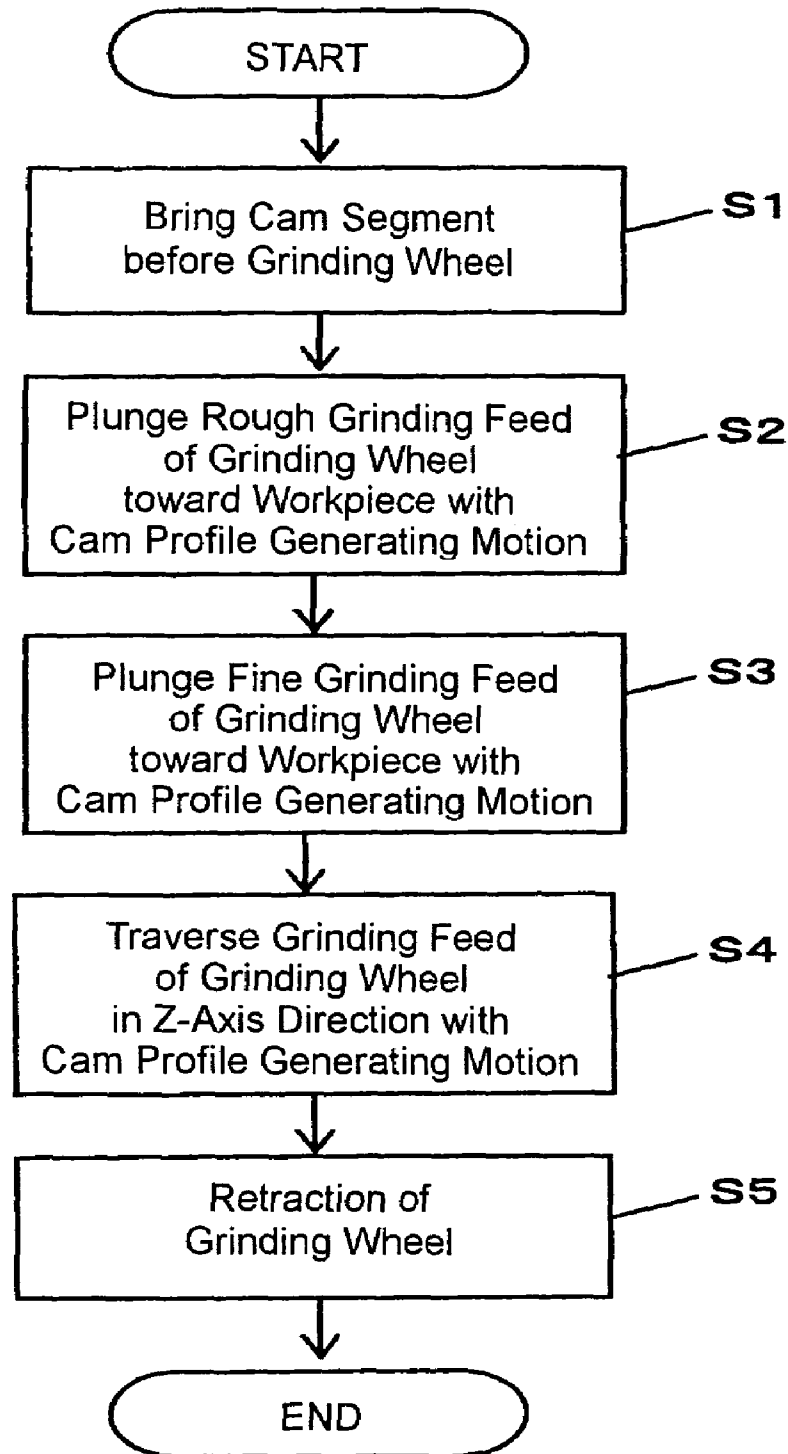 START
Bring Cam Segment
before Grinding Wheel
S1
Plunge Rough Grinding Feed
of Grinding Wheel
toward Workpiece with
Cam Profile Generating Motion
S2
Plunge Fine Grinding Feed
of Grinding Wheel
toward Workpiece with
Cam Profile Generating Motion
S3
Traverse Grinding Feed
of Grinding Wheel
in Z-Axis Direction with
Cam Profile Generating Motion
S4
Retraction of
Grinding Wheel
S5
END